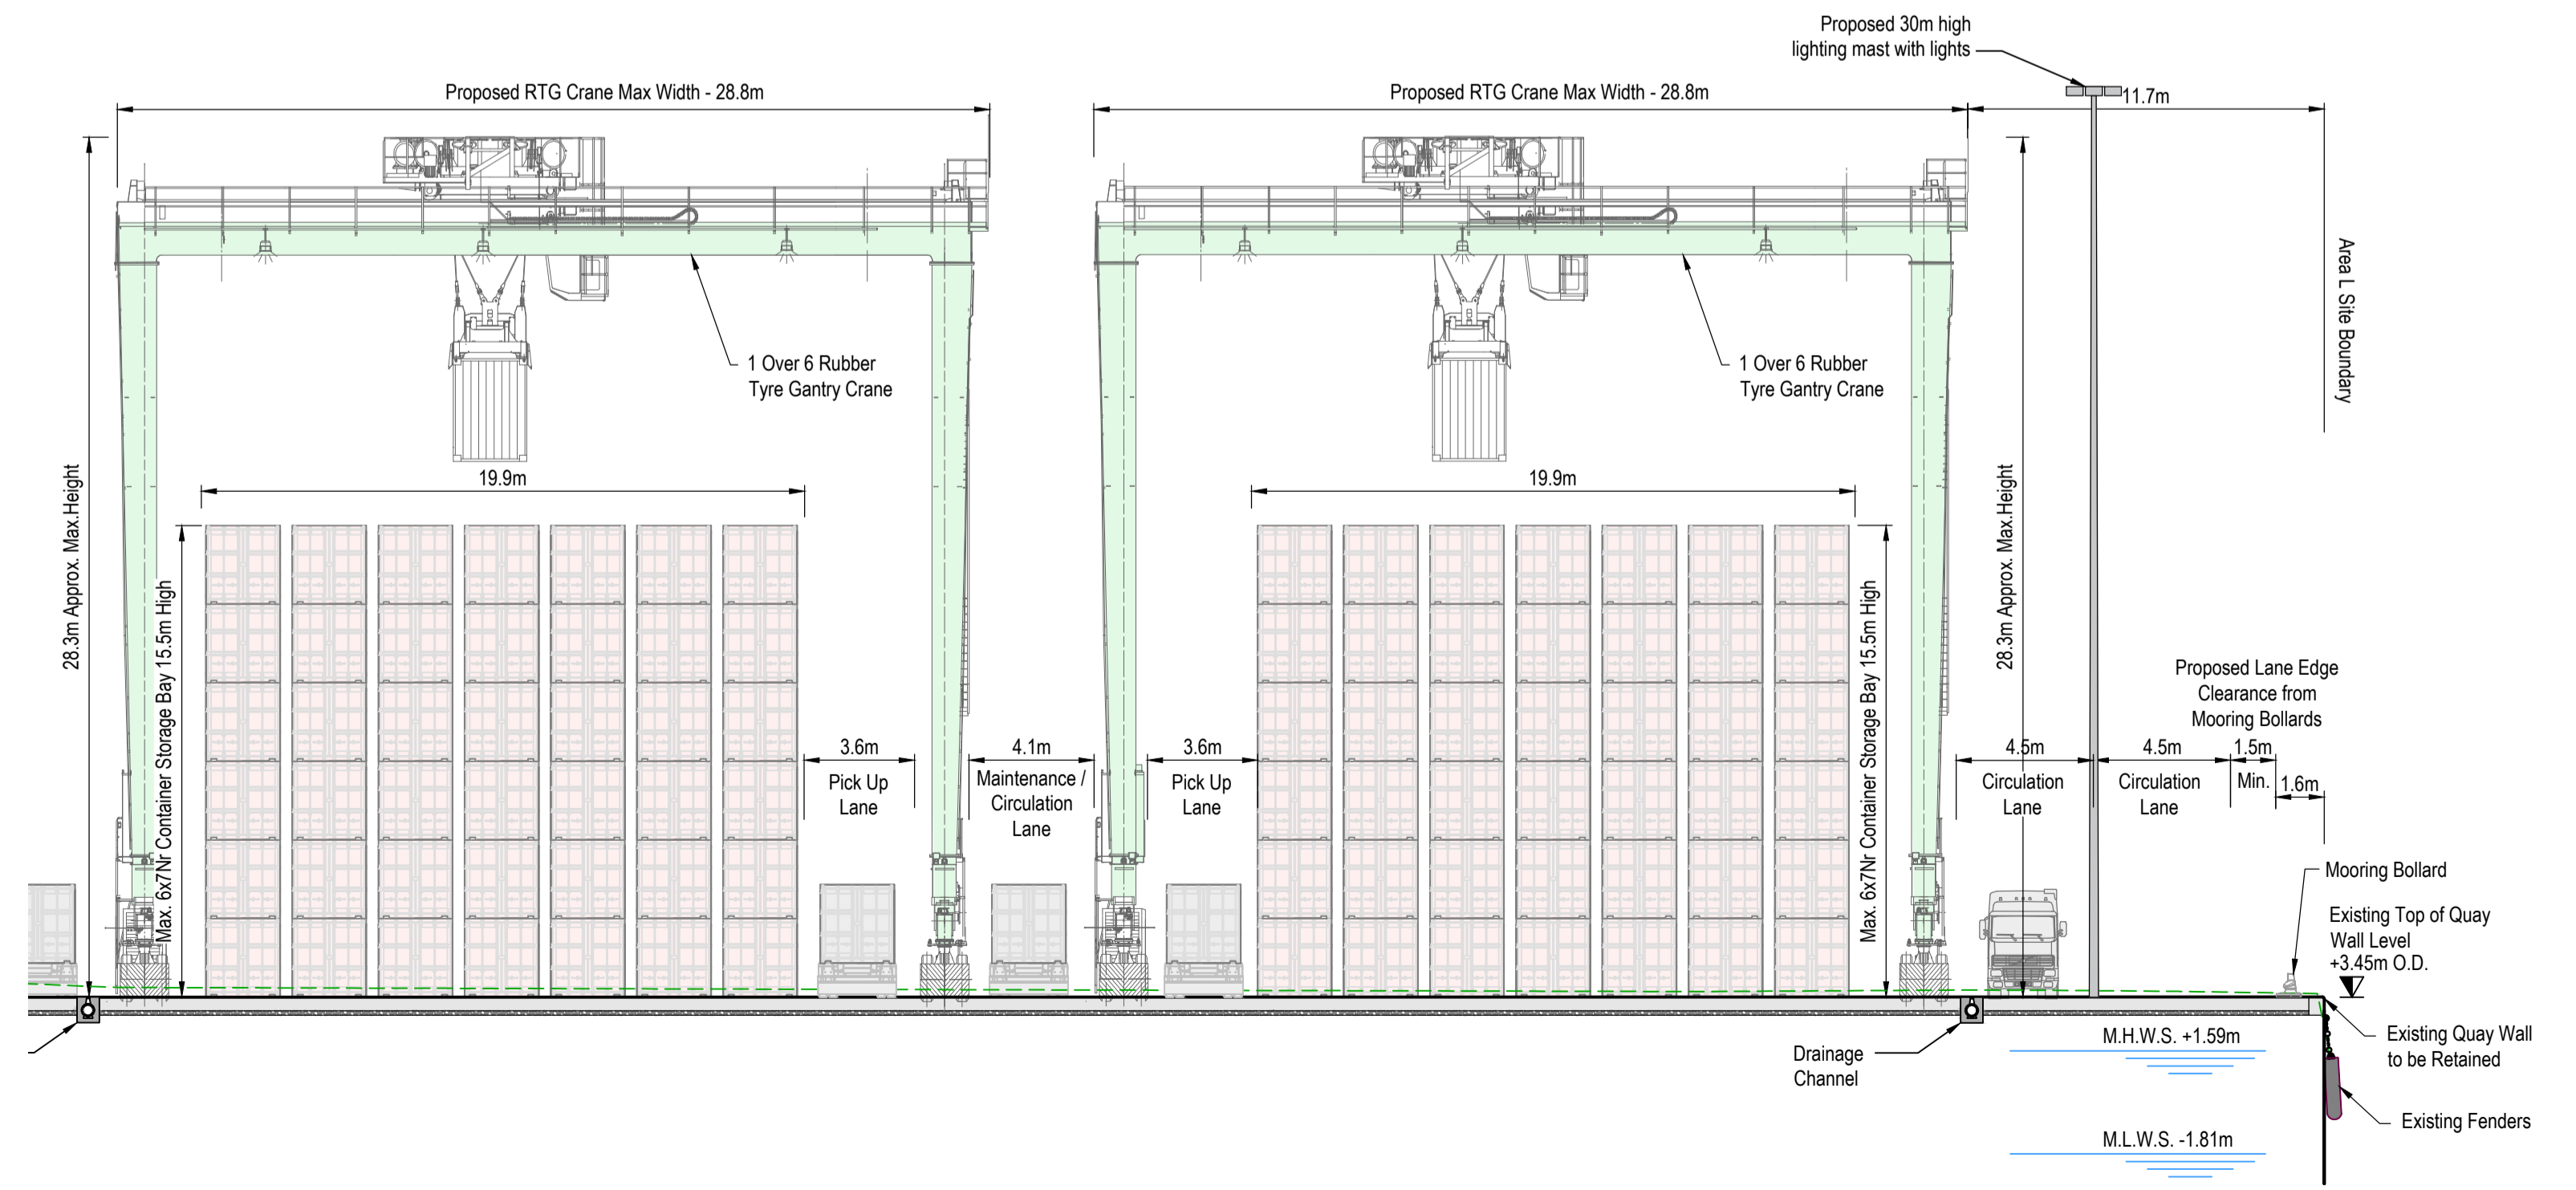 Proposed 30m high
lighting mast with lights
Proposed RTG Crane Max Width - 28.8m
Proposed RTG Crane Max Width - 28.8m
11.7m
Area L Site Boundary
1 Over 6 Rubber
Tyre Gantry Crane
1 Over 6 Rubber
Tyre Gantry Crane
28.3m Approx. Max.Height
19.9m
Max. 6x7Nr Container Storage Bay 15.5m High
3.6m
Pick Up
Lane
4.1m
Maintenance /
Circulation
Lane
3.6m
Pick Up
Lane
19.9m
Max. 6x7Nr Container Storage Bay 15.5m High
28.3m Approx. Max.Height
Proposed Lane Edge
Clearance from
Mooring Bollards
4.5m
Circulation
Lane
4.5m
Circulation
Lane
1.5m
Min.
1.6m
Mooring Bollard
Existing Top of Quay
Wall Level
+3.45m O.D.
Drainage
Channel
M.H.W.S. +1.59m
Existing Quay Wall
to be Retained
Existing Fenders
M.L.W.S. -1.81m